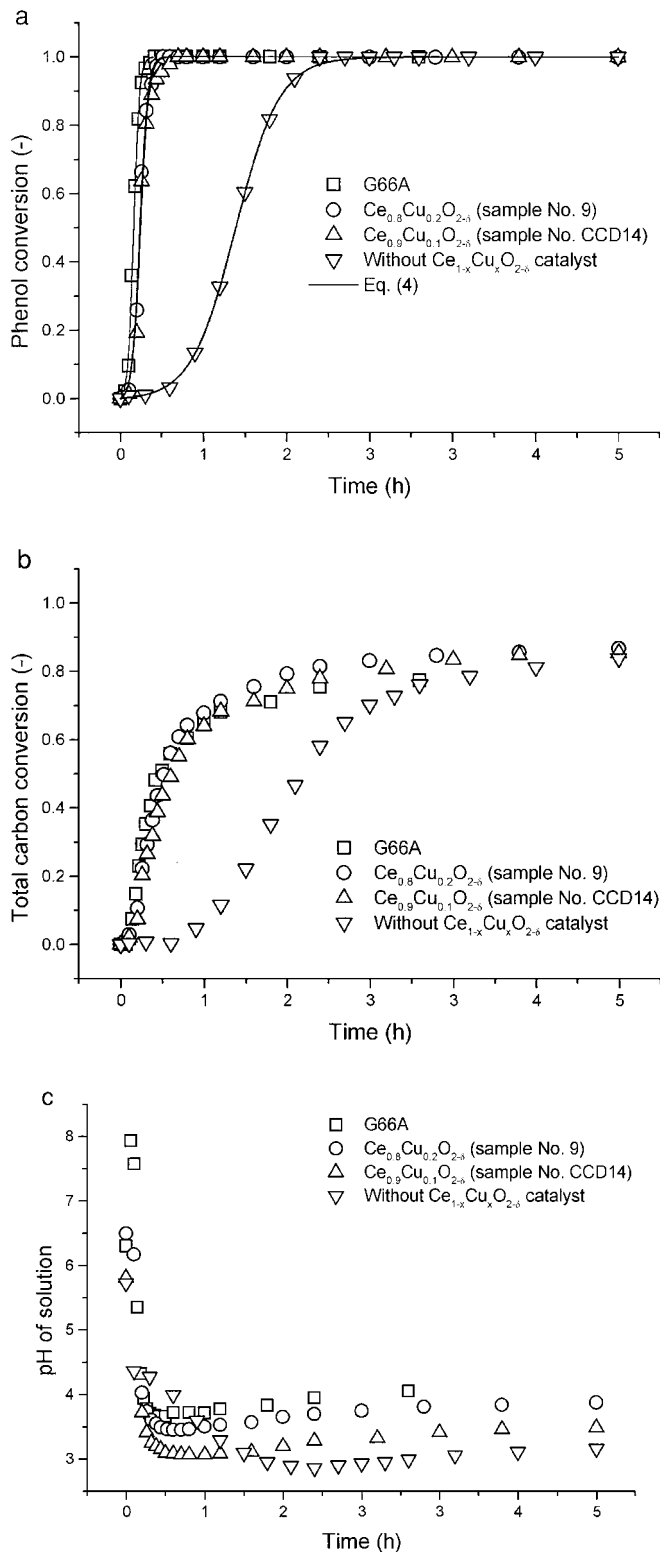 a
1.0
0.8
0.6
0.4
0.2
0.0
Phenol conversion (-)
G66A
Ce0.8Cu0.2O2-δ (sample No. 9)
Ce0.9Cu0.1O2-δ (sample No. CCD14)
Without Ce1-xCuxO2-δ catalyst
Eq. (4)
0 1 2 3 4 5
Time (h)
b
1.0
0.8
0.6
0.4
0.2
0.0
Total carbon conversion (-)
G66A
Ce0.8Cu0.2O2-δ (sample No. 9)
Ce0.9Cu0.1O2-δ (sample No. CCD14)
Without Ce1-xCuxO2-δ catalyst
0 1 2 3 3 4 5
Time (h)
c
8
7
6
5
4
3
pH of solution
G66A
Ce0.8Cu0.2O2-δ (sample No. 9)
Ce0.9Cu0.1O2-δ (sample No. CCD14)
Without Ce1-xCuxO2-δ catalyst
0 1 2 3 3 4 5
Time (h)